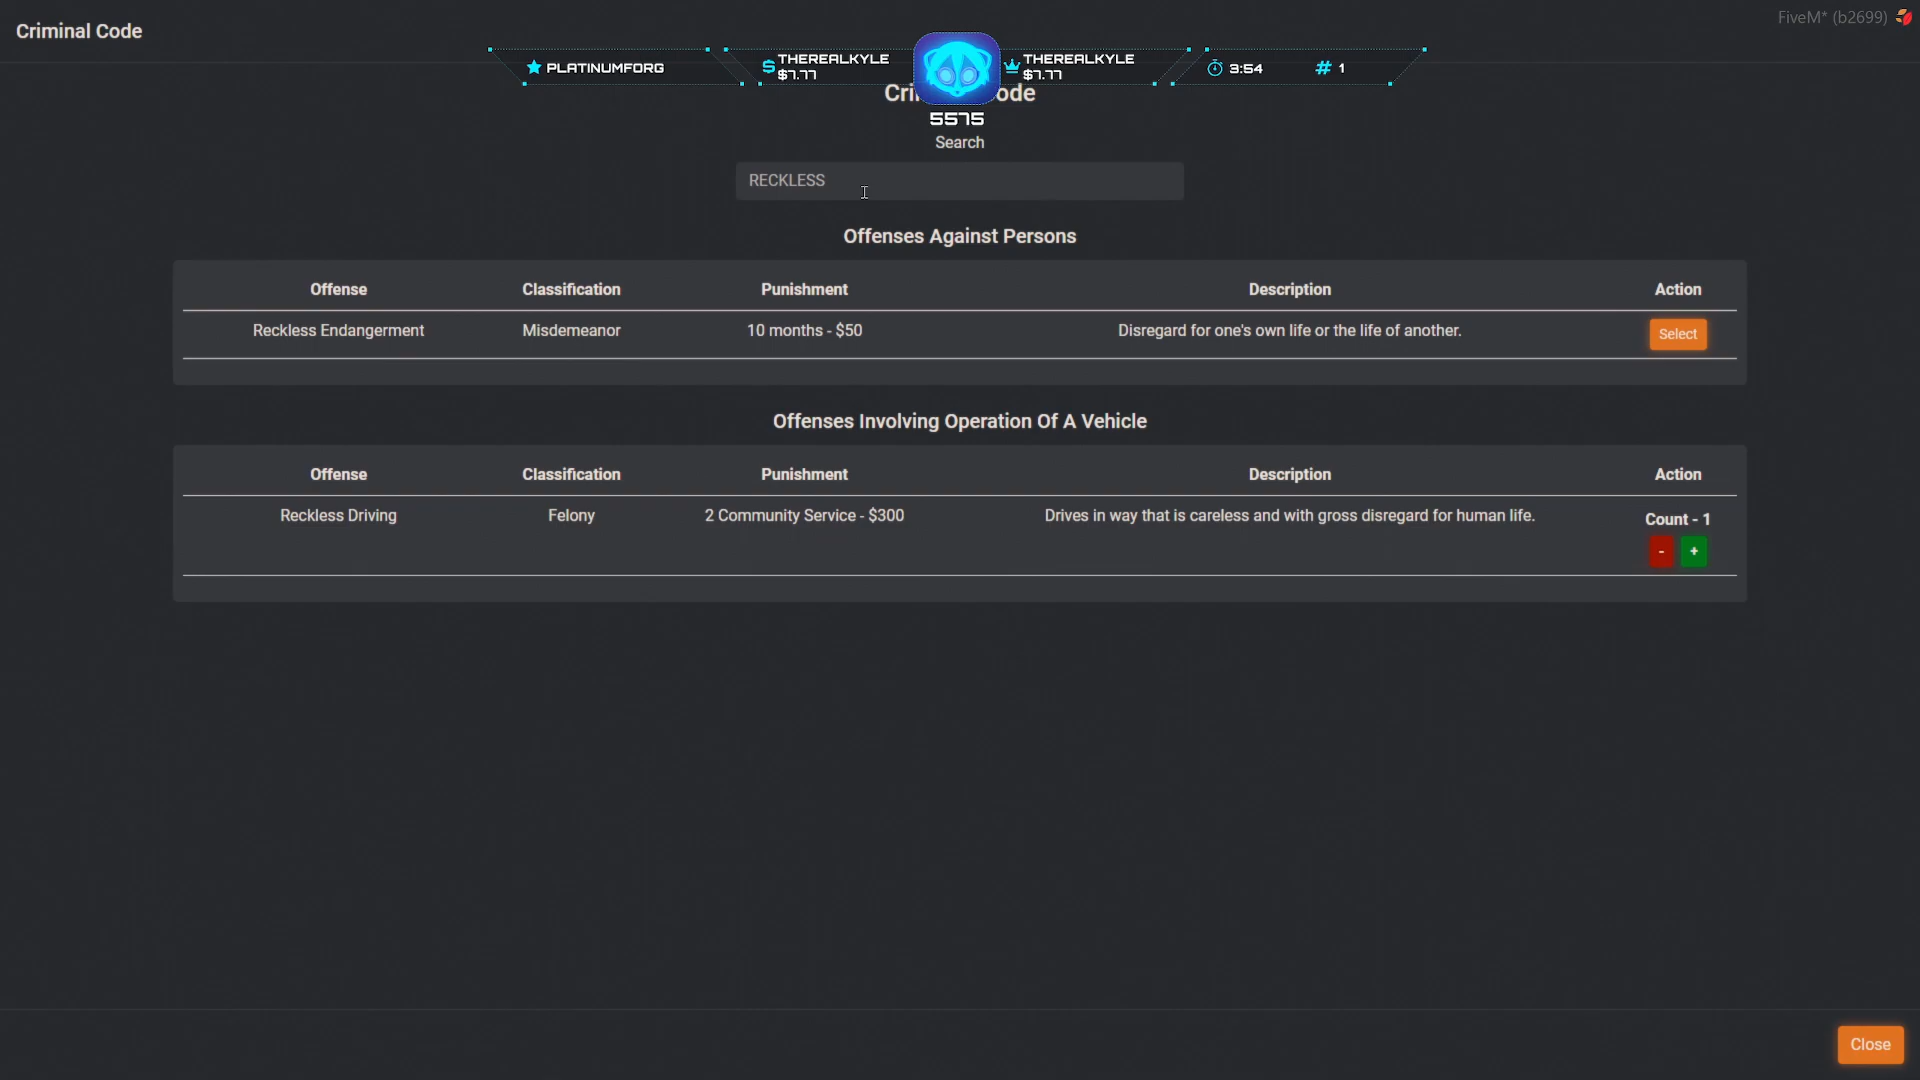 Criminal Code
FiveM* (b2699)
PLATINUMFORG
THEREALKYLE
$7.77
THEREALKYLE
$7.77
3:54
# 1
Cri ode
5575
Search
RECKLESS
Offenses Against Persons
Offense Classification Punishment Description Action
Reckless Endangerment Misdemeanor 10 months - $50 Disregard for one's own life or the life of another. Select
Offenses Involving Operation Of A Vehicle
Offense Classification Punishment Description Action
Reckless Driving Felony 2 Community Service - $300 Drives in way that is careless and with gross disregard for human life. Count - 1
- +
Close